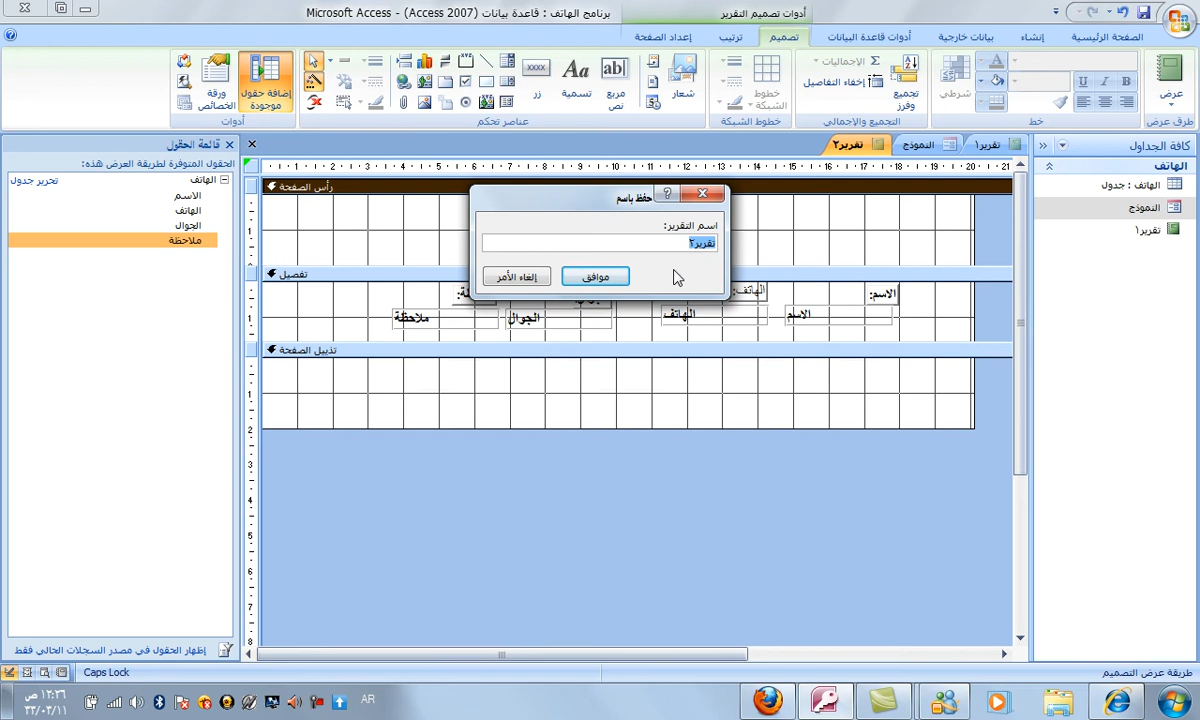 برنامج الهاتف : قاعدة بيانات (Access 2007) - Microsoft Access
أدوات تصميم التقرير
الصفحة الرئيسية
إنشاء
بيانات خارجية
أدوات قاعدة البيانات
تصميم
ترتيب
إعداد الصفحة
عرض
طرق عرض
شرطي
خط
تجميع وفرز
الاجماليات
إخفاء التفاصيل
التجميع والإجمالي
خطوط الشبكة
خطوط الشبكة
شعار
مربع نص
تسمية
زر
عناصر تحكم
إضافة حقول موجودة
ورقة الخصائص
أدوات
كافة الجداول
الهاتف
الهاتف : جدول
النموذج
تقرير١
تقرير١
النموذج
تقرير٢
قائمة الحقول
الحقول المتوفرة لطريقة العرض هذه:
الهاتف
تحرير جدول
الاسم
الهاتف
الجوال
ملاحظة
إظهار الحقول في مصدر السجلات الحالي فقط
رأس الصفحة
تفصيل
الاسم:
الهاتف:
الاسم
الهاتف
الجوال
ملاحظة
تذييل الصفحة
حفظ باسم
اسم التقرير:
تقرير٢
موافق
إلغاء الأمر
طريقة عرض التصميم
Caps Lock
AR
١٢:٢٦ ص
٣٣/٠٣/١١